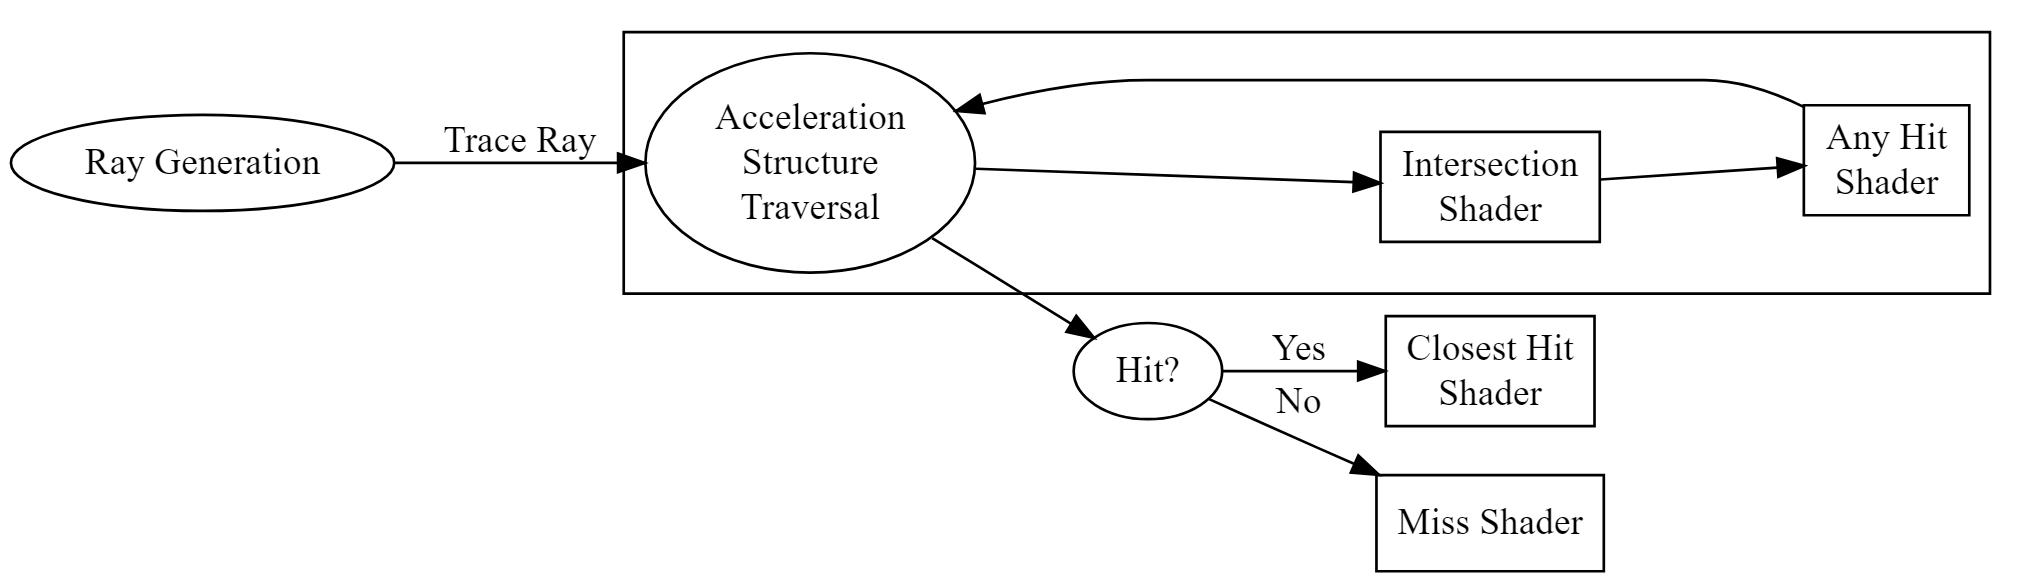 Ray Generation
Trace Ray
Acceleration
Structure
Traversal
Intersection
Shader
Any Hit
Shader
Hit?
Yes
No
Closest Hit
Shader
Miss Shader